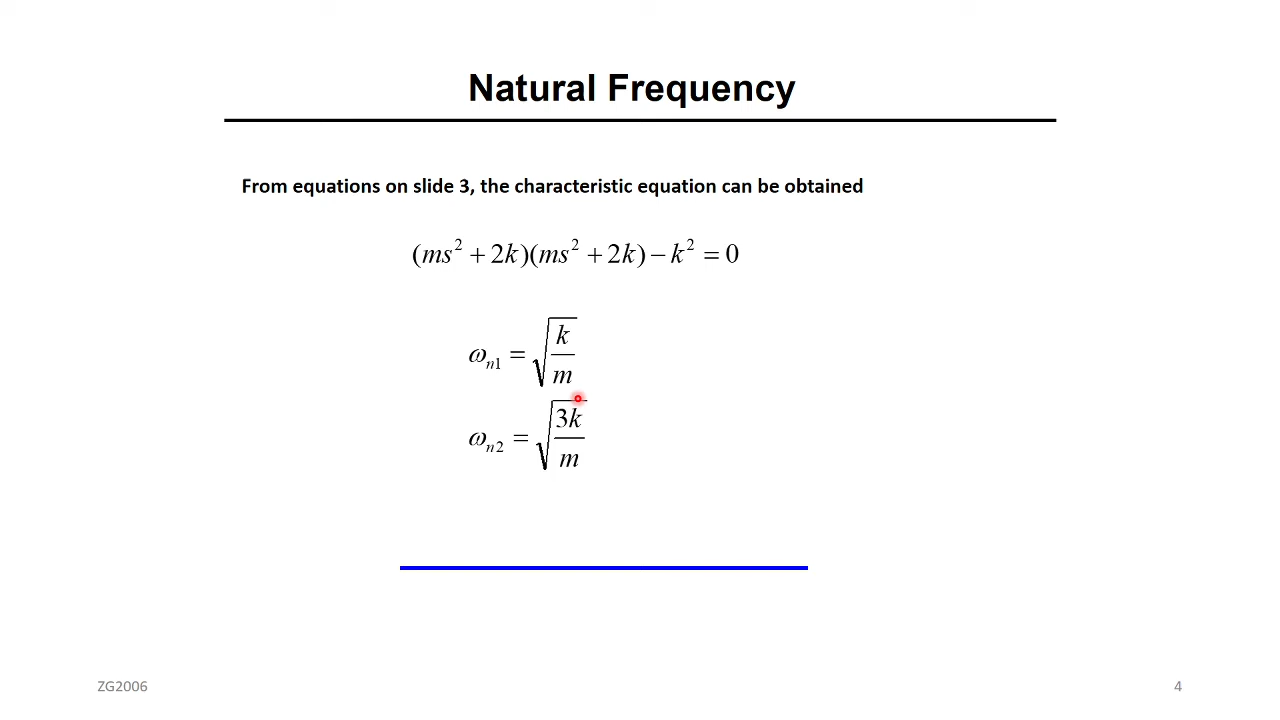 Natural Frequency
From equations on slide 3, the characteristic equation can be obtained
(ms² + 2k)(ms² + 2k) − k² = 0
ωₙ₁ = √(k/m)
ωₙ₂ = √(3k/m)
ZG2006
4